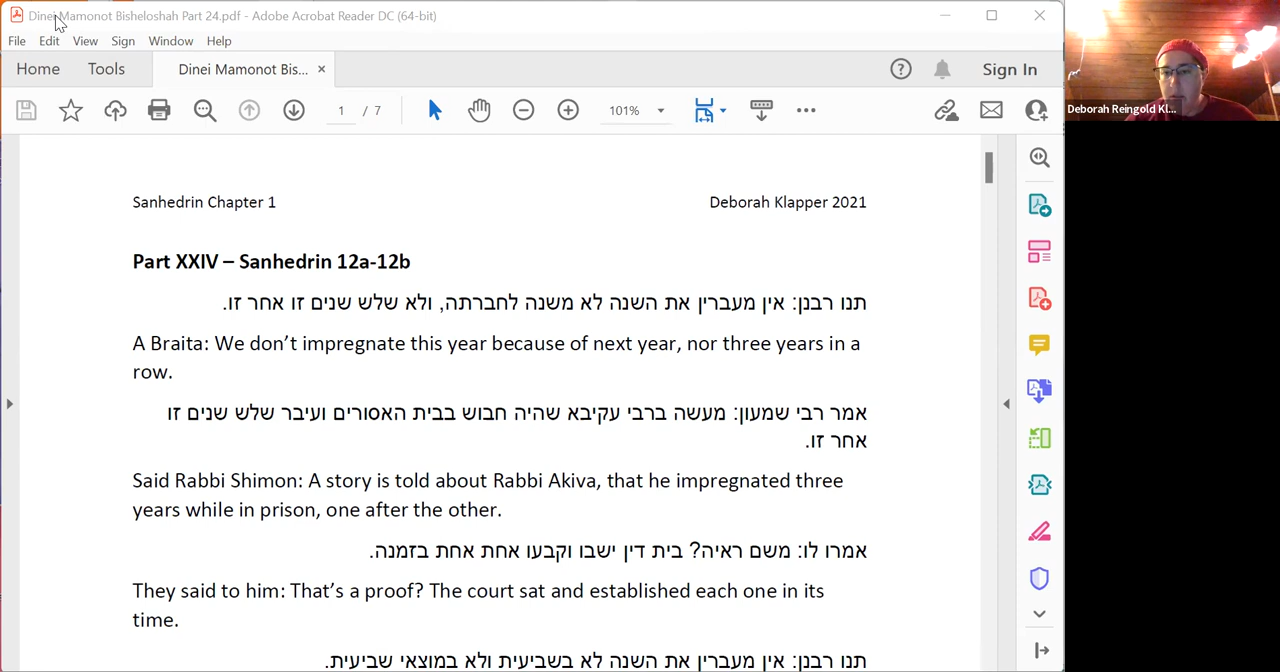 Dinei Mamonot Bisheloshah Part 24.pdf - Adobe Acrobat Reader DC (64-bit)
File Edit View Sign Window Help
Home Tools Dinei Mamonot Bis... × Sign In
1 / 7 101%
Deborah Reingold Kl...
Sanhedrin Chapter 1 Deborah Klapper 2021
Part XXIV – Sanhedrin 12a-12b
תנו רבנן: אין מעברין את השנה לא משנה לחברתה, ולא שלש שנים זו אחר זו.
A Braita: We don’t impregnate this year because of next year, nor three years in a
row.
אמר רבי שמעון: מעשה ברבי עקיבא שהיה חבוש בבית האסורים ועיבר שלש שנים זו
אחר זו.
Said Rabbi Shimon: A story is told about Rabbi Akiva, that he impregnated three
years while in prison, one after the other.
אמרו לו: משם ראיה? בית דין ישבו וקבעו אחת אחת בזמנה.
They said to him: That’s a proof? The court sat and established each one in its
time.
תנו רבנן: אין מעברין את השנה לא בשביעית ולא במוצאי שביעית.